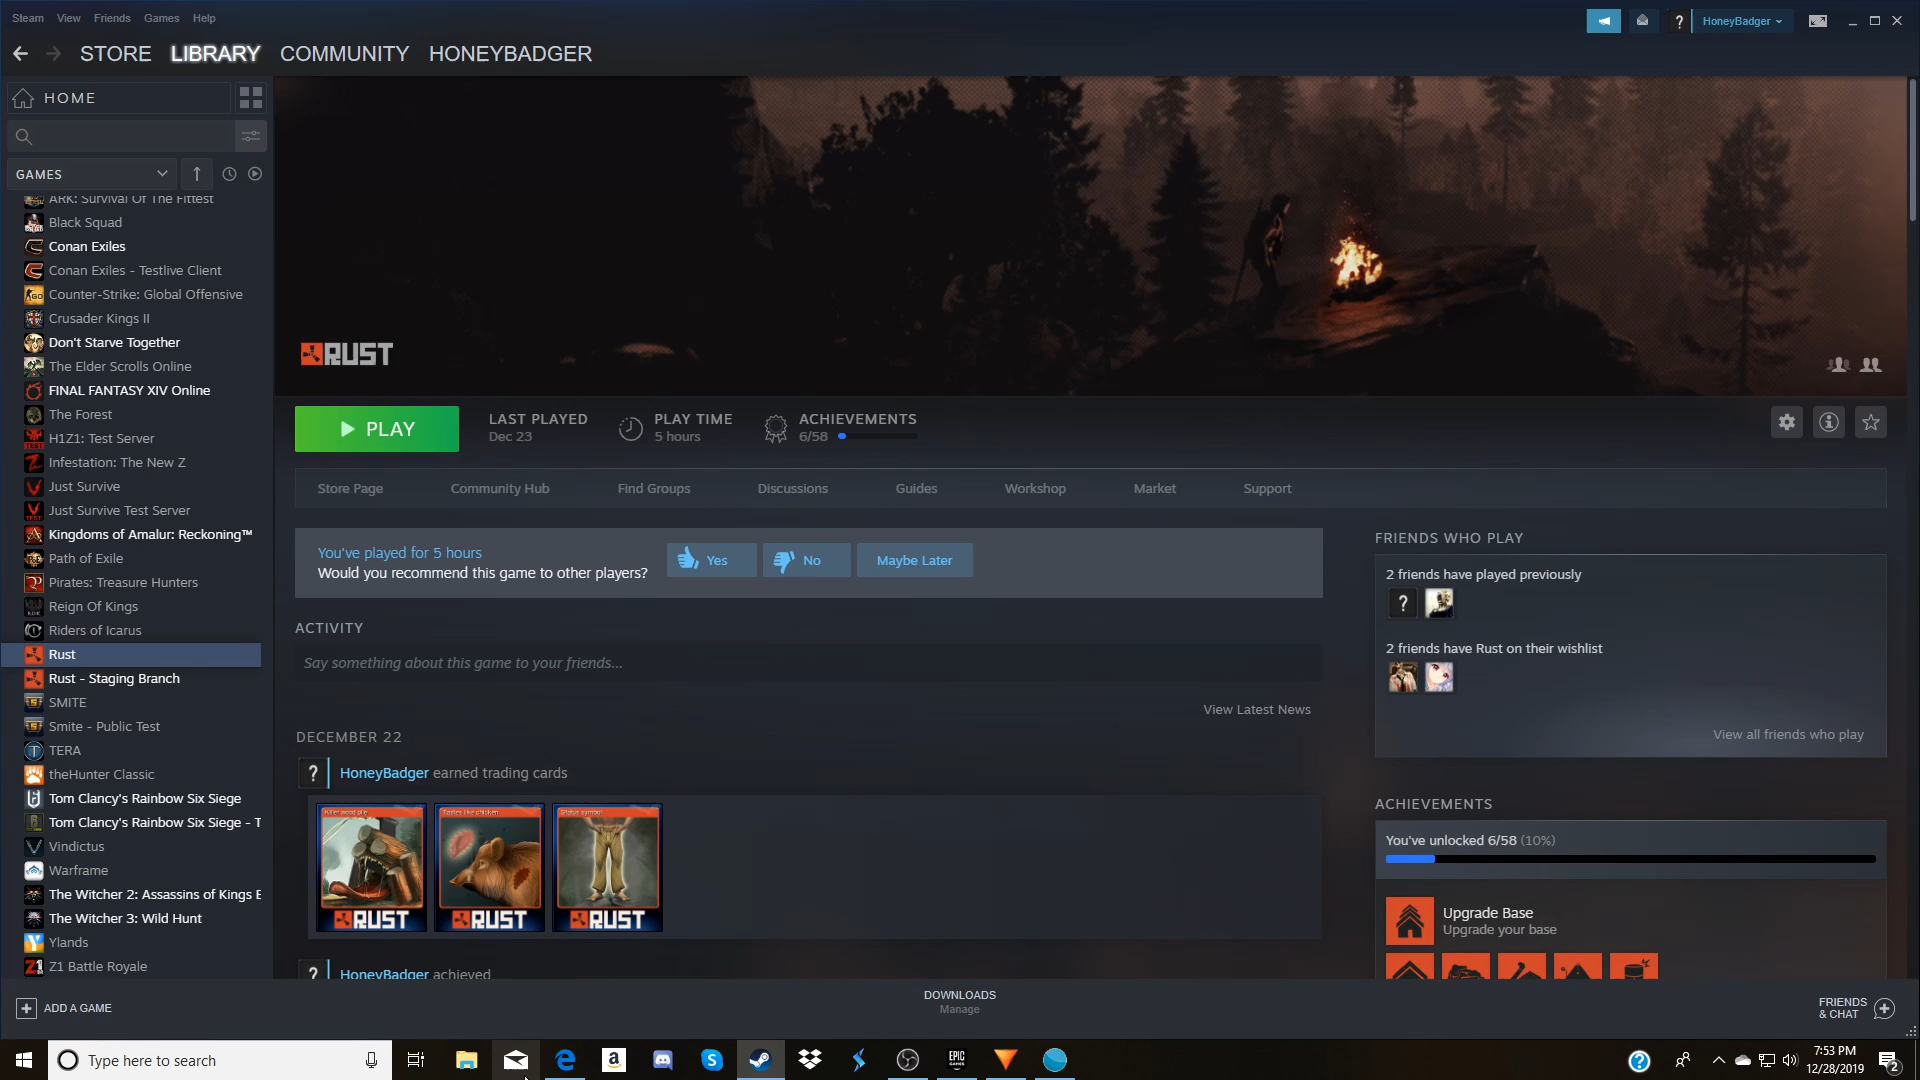 Steam View Friends Games Help
HoneyBadger
STORE LIBRARY COMMUNITY HONEYBADGER
HOME
GAMES
ARK: Survival Of The Fittest
Black Squad
Conan Exiles
Conan Exiles - Testlive Client
Counter-Strike: Global Offensive
Crusader Kings II
Don't Starve Together
The Elder Scrolls Online
FINAL FANTASY XIV Online
The Forest
H1Z1: Test Server
Infestation: The New Z
Just Survive
Just Survive Test Server
Kingdoms of Amalur: Reckoning™
Path of Exile
Pirates: Treasure Hunters
Reign Of Kings
Riders of Icarus
Rust
Rust - Staging Branch
SMITE
Smite - Public Test
TERA
theHunter Classic
Tom Clancy's Rainbow Six Siege
Tom Clancy's Rainbow Six Siege - T
Vindictus
Warframe
The Witcher 2: Assassins of Kings E
The Witcher 3: Wild Hunt
Ylands
Z1 Battle Royale
ADD A GAME
RUST
PLAY
LAST PLAYED
Dec 23
PLAY TIME
5 hours
ACHIEVEMENTS
6/58
Store Page Community Hub Find Groups Discussions Guides Workshop Market Support
You've played for 5 hours
Would you recommend this game to other players?
Yes No Maybe Later
ACTIVITY
Say something about this game to your friends...
View Latest News
DECEMBER 22
? HoneyBadger earned trading cards
Killer wood pile
Tastes like chicken
Status symbol
RUST RUST RUST
? HoneyBadger achieved
FRIENDS WHO PLAY
2 friends have played previously
?
2 friends have Rust on their wishlist
View all friends who play
ACHIEVEMENTS
You've unlocked 6/58 (10%)
Upgrade Base
Upgrade your base
DOWNLOADS
Manage
FRIENDS
& CHAT
Type here to search
EPIC
GAMES
7:53 PM
12/28/2019
2